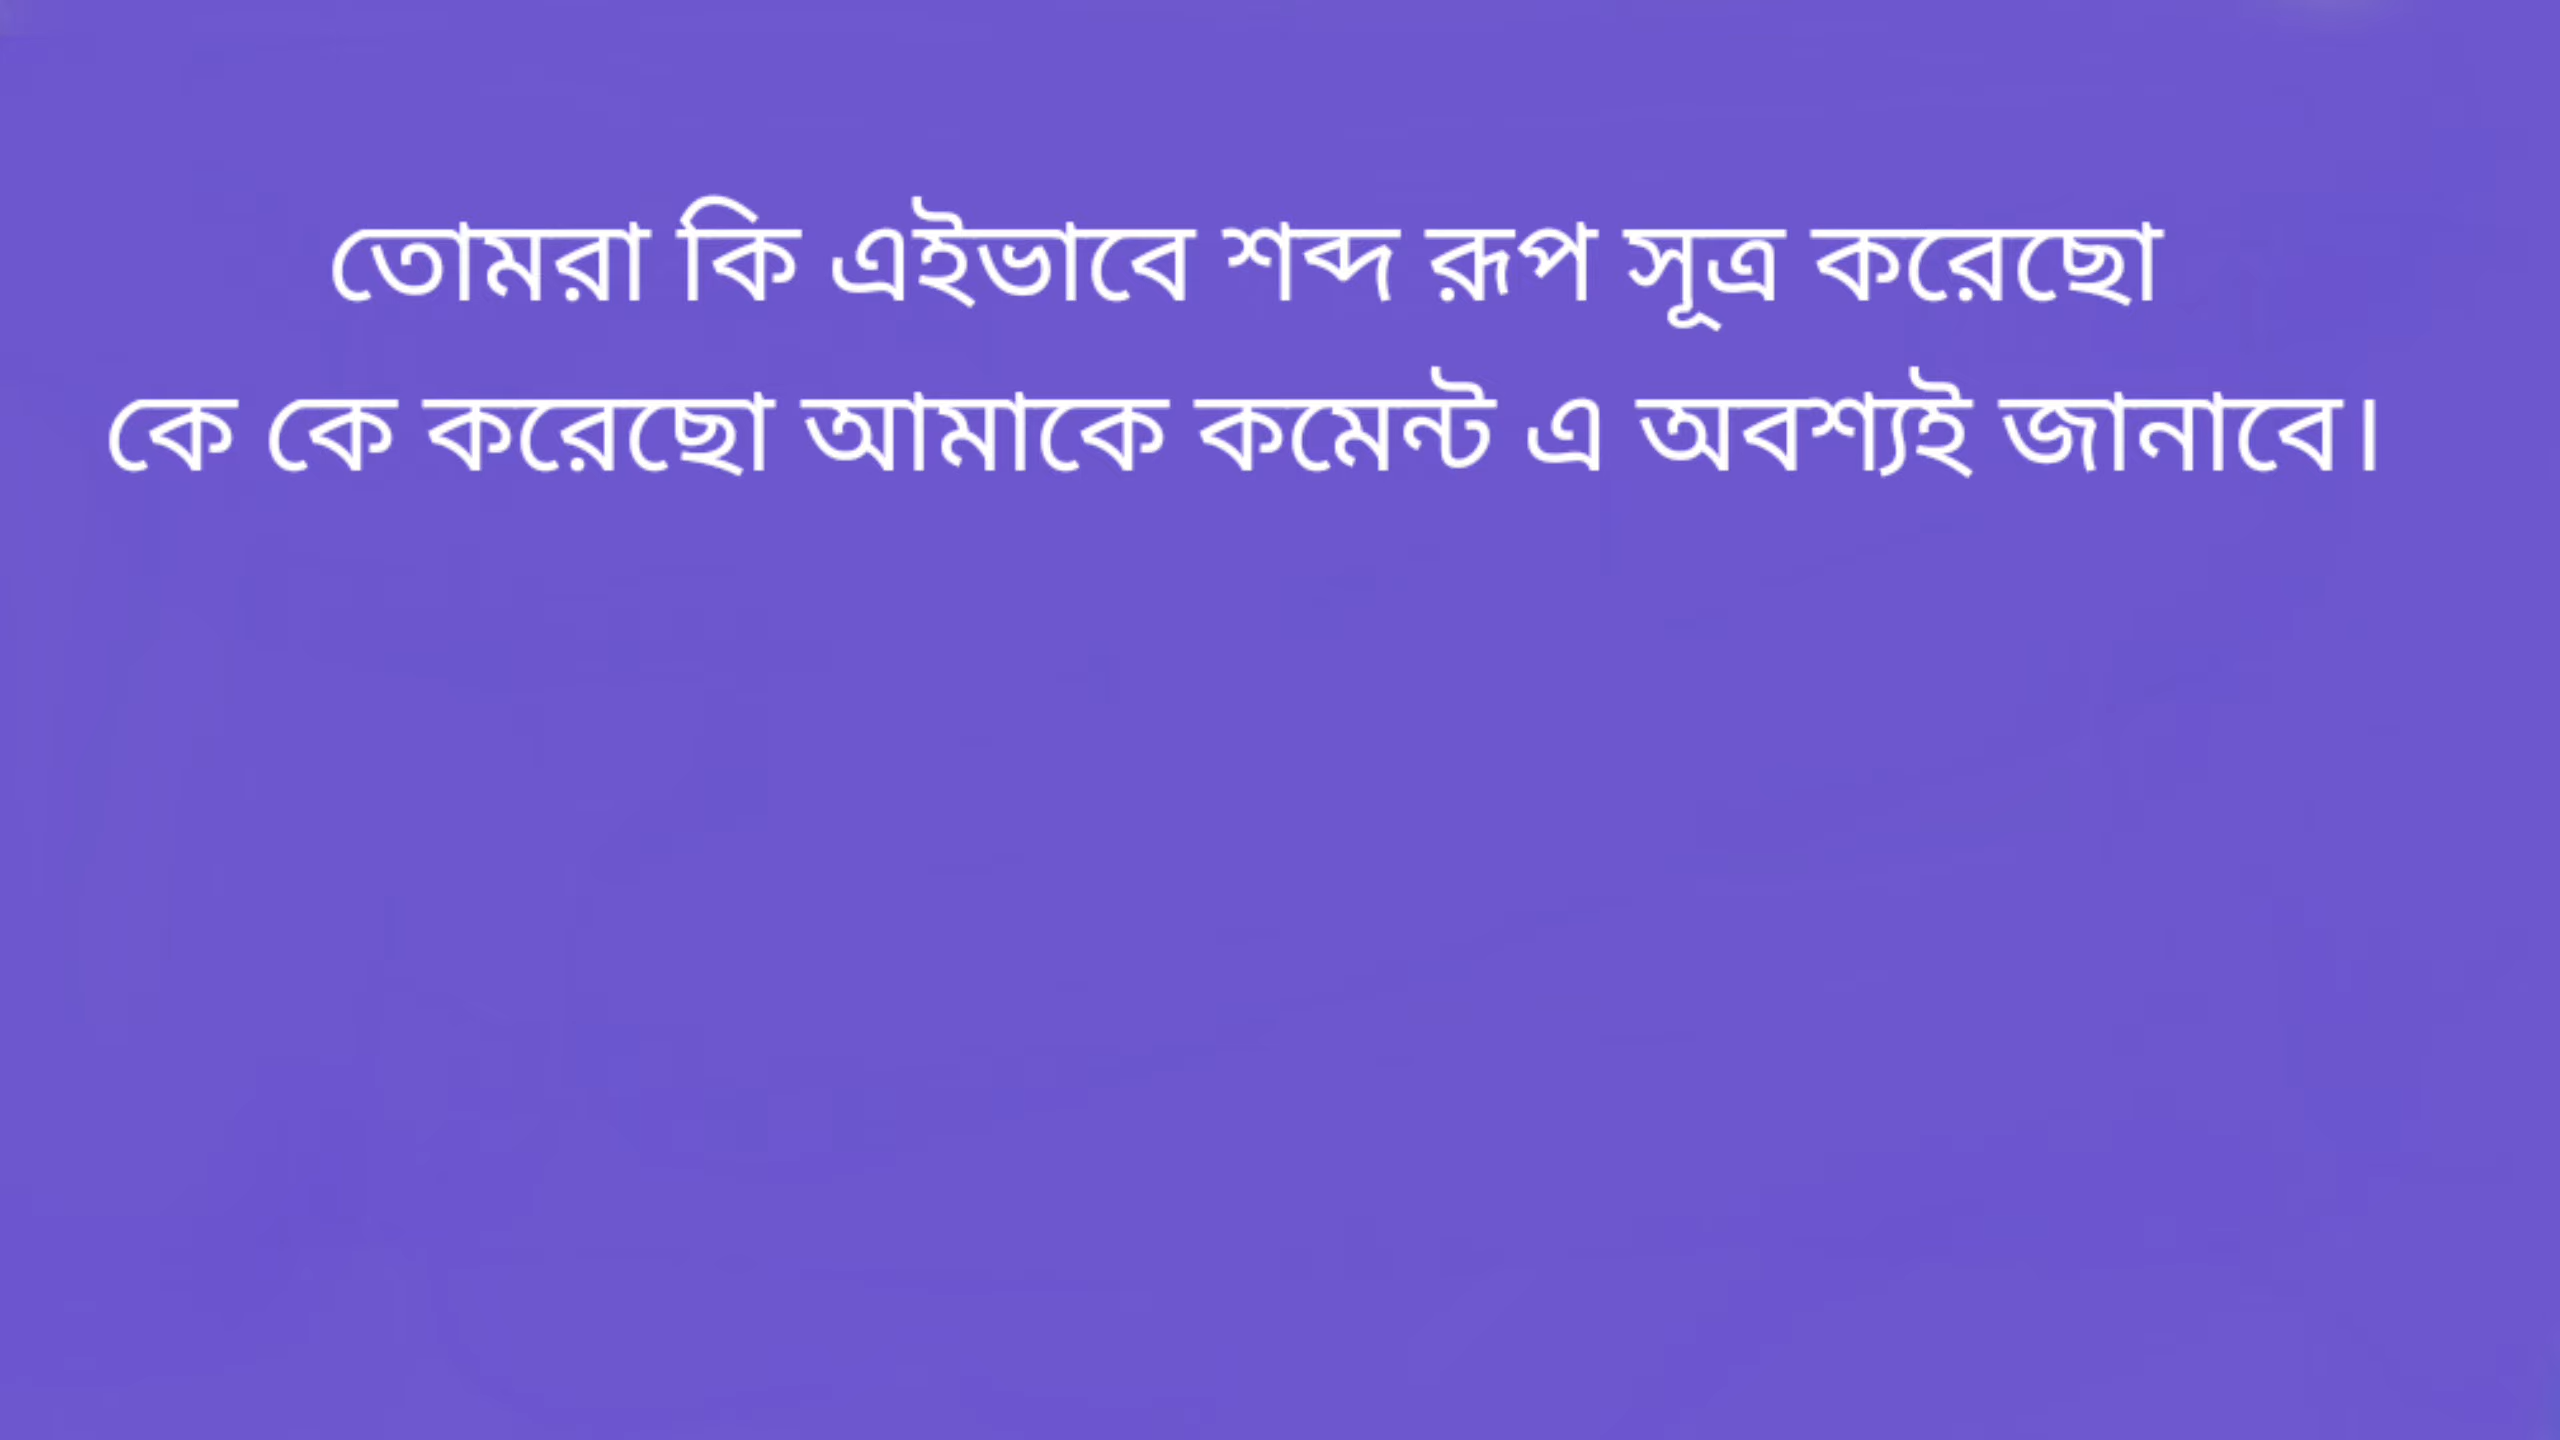 তোমরা কি এইভাবে শব্দ রূপ সূত্র করেছো
কে কে করেছো আমাকে কমেন্ট এ অবশ্যই জানাবে।